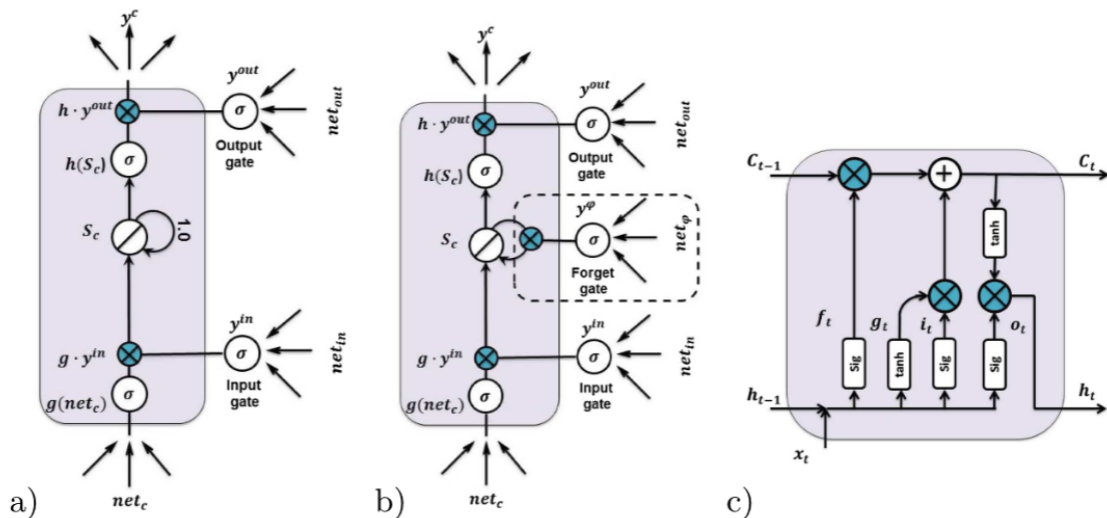 y^c
y^out
h · y^out
σ
net_out
Output
gate
h(S_c)
σ
S_c
1.0
y^in
g · y^in
σ
net_in
Input
gate
g(net_c)
σ
net_c
a)
y^c
y^out
h · y^out
σ
net_out
Output
gate
h(S_c)
σ
y^φ
S_c
σ
net_φ
Forget
gate
y^in
g · y^in
σ
net_in
Input
gate
g(net_c)
σ
net_c
b)
C_{t-1}
+
C_t
tanh
f_t
g_t
i_t
o_t
Sig
tanh
Sig
Sig
h_{t-1}
h_t
x_t
c)